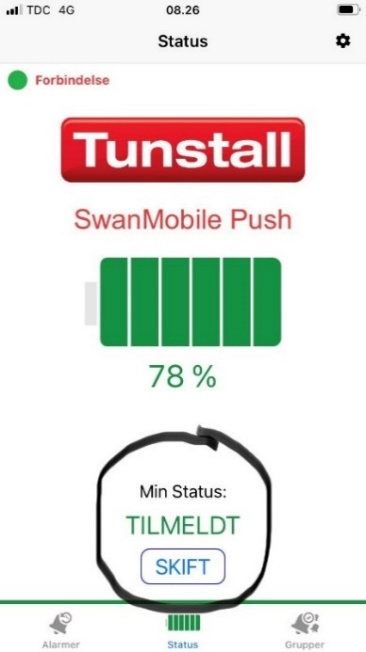 TDC 4G 08.26
Status
Forbindelse
Tunstall
SwanMobile Push
78 %
Min Status:
TILMELDT
SKIFT
Alarmer Status Grupper